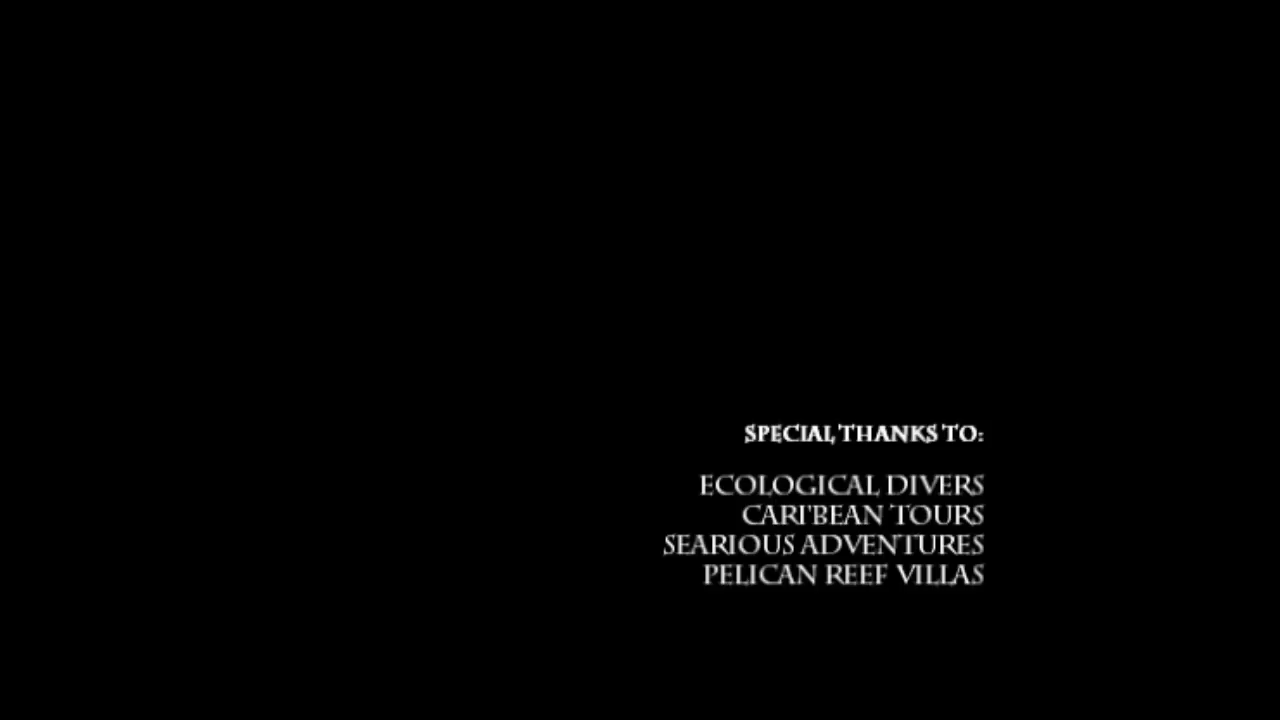 SPECIAL THANKS TO:
ECOLOGICAL DIVERS
CARI'BEAN TOURS
SEARIOUS ADVENTURES
PELICAN REEF VILLAS